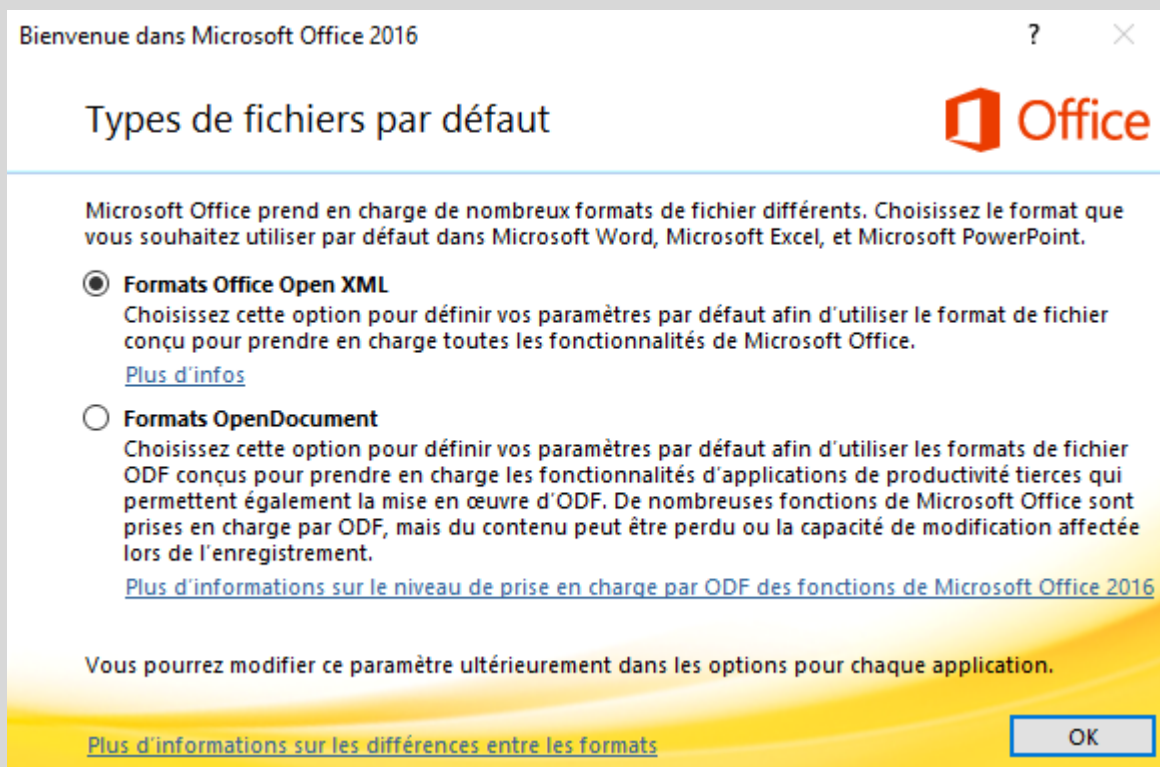 Bienvenue dans Microsoft Office 2016 ?
Types de fichiers par défaut
Office
Microsoft Office prend en charge de nombreux formats de fichier différents. Choisissez le format que
vous souhaitez utiliser par défaut dans Microsoft Word, Microsoft Excel, et Microsoft PowerPoint.
Formats Office Open XML
Choisissez cette option pour définir vos paramètres par défaut afin d'utiliser le format de fichier
conçu pour prendre en charge toutes les fonctionnalités de Microsoft Office.
Plus d'infos
Formats OpenDocument
Choisissez cette option pour définir vos paramètres par défaut afin d'utiliser les formats de fichier
ODF conçus pour prendre en charge les fonctionnalités d'applications de productivité tierces qui
permettent également la mise en œuvre d'ODF. De nombreuses fonctions de Microsoft Office sont
prises en charge par ODF, mais du contenu peut être perdu ou la capacité de modification affectée
lors de l'enregistrement.
Plus d'informations sur le niveau de prise en charge par ODF des fonctions de Microsoft Office 2016
Vous pourrez modifier ce paramètre ultérieurement dans les options pour chaque application.
Plus d'informations sur les différences entre les formats
OK